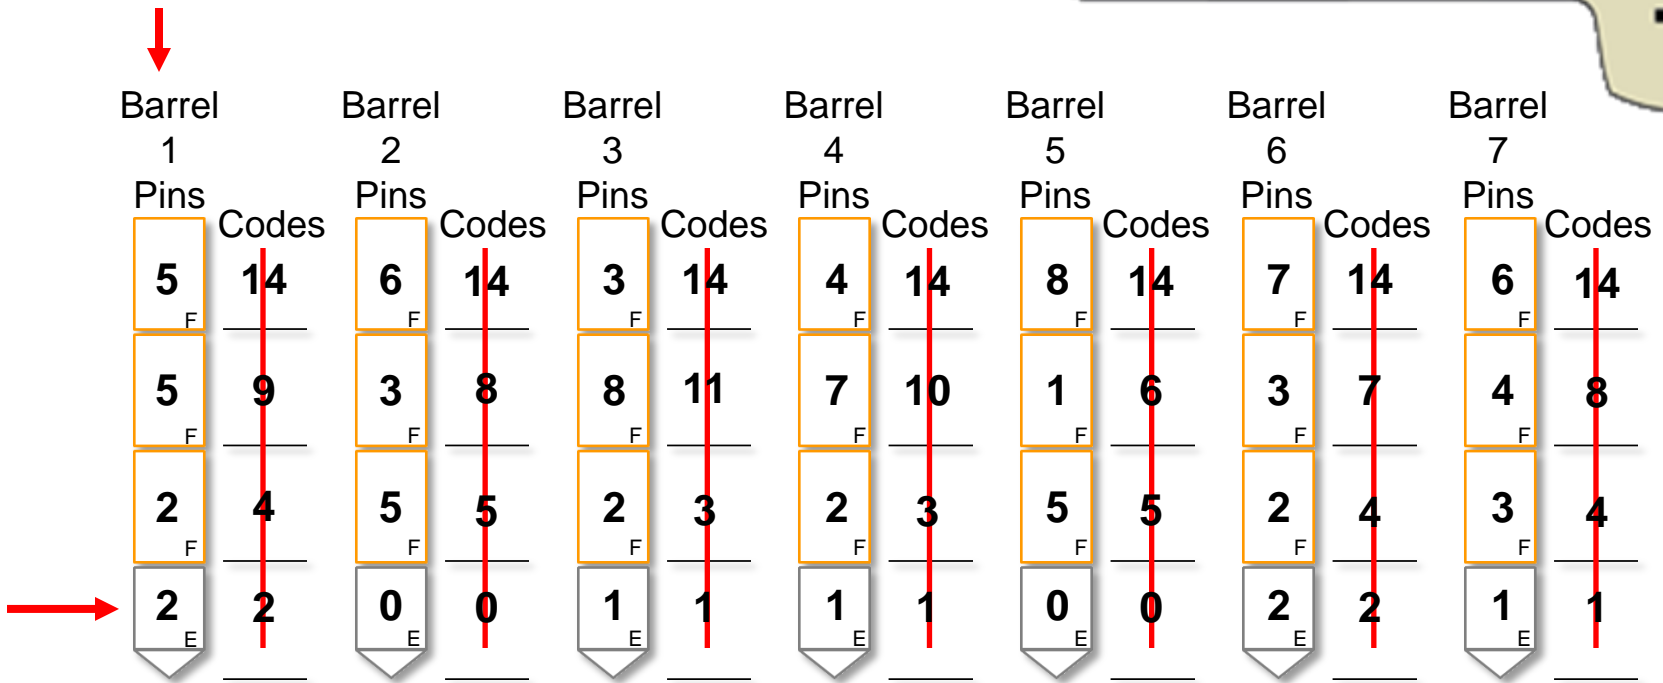 Barrel Barrel Barrel Barrel Barrel Barrel Barrel
1 2 3 4 5 6 7
Pins Pins Pins Pins Pins Pins Pins
Codes Codes Codes Codes Codes Codes Codes
5 14 6 14 3 14 4 14 8 14 7 14 6 14
F F F F F F F
5 9 3 8 8 11 7 10 1 6 3 7 4 8
F F F F F F F
2 4 5 5 2 3 2 3 5 5 2 4 3 4
F F F F F F F
2 2 0 0 1 1 1 1 0 0 2 2 1 1
E E E E E E E